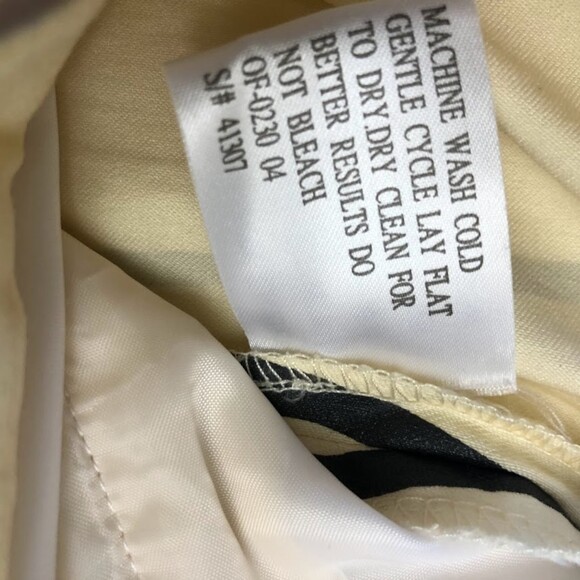 MACHINE WASH COLD
GENTLE CYCLE LAY FLAT
TO DRY.DRY CLEAN FOR
BETTER RESULTS DO
NOT BLEACH
OF-0230 04
S/# 41307